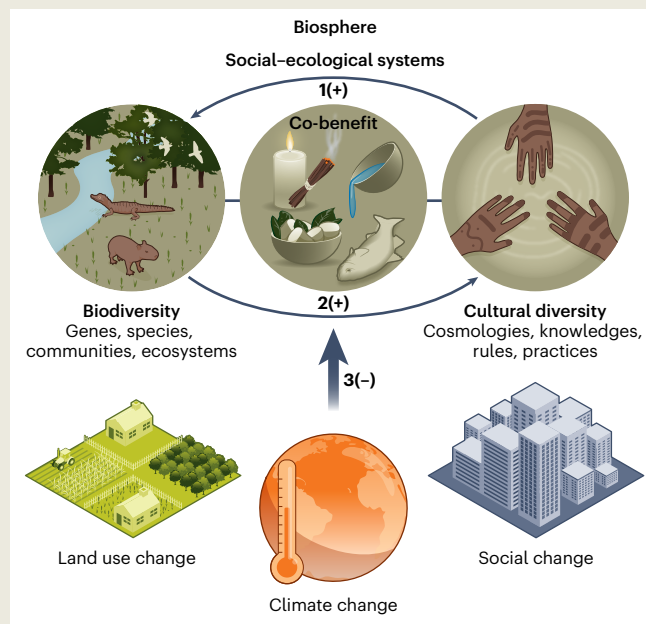 Biosphere
Social–ecological systems
1(+)
Co-benefit
2(+)
Biodiversity
Genes, species,
communities, ecosystems
Cultural diversity
Cosmologies, knowledges,
rules, practices
3(–)
Land use change
Climate change
Social change